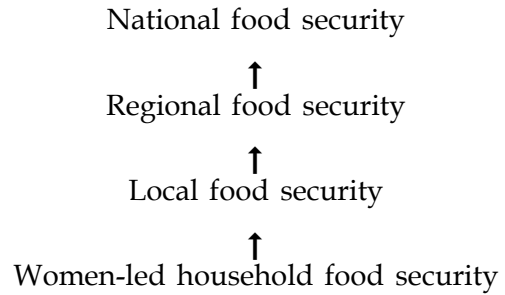 National food security
↑
Regional food security
↑
Local food security
↑
Women-led household food security